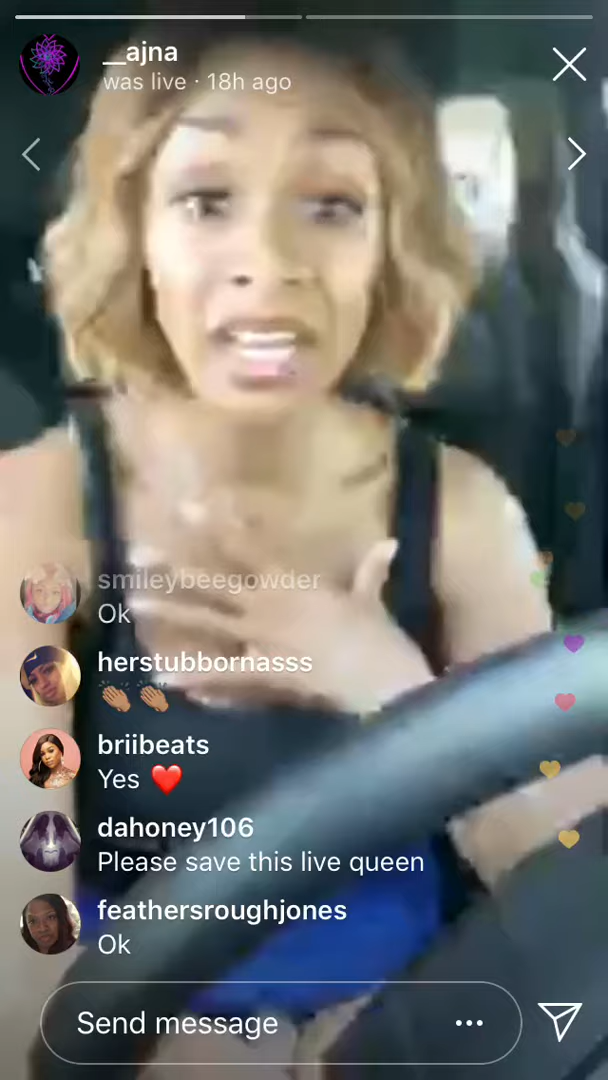 __ajna
was live · 18h ago
smileybeegowder
Ok
herstubbornasss
👏🏽 👏🏽
briibeats
Yes ❤️
dahoney106
Please save this live queen
feathersroughjones
Ok
Send message